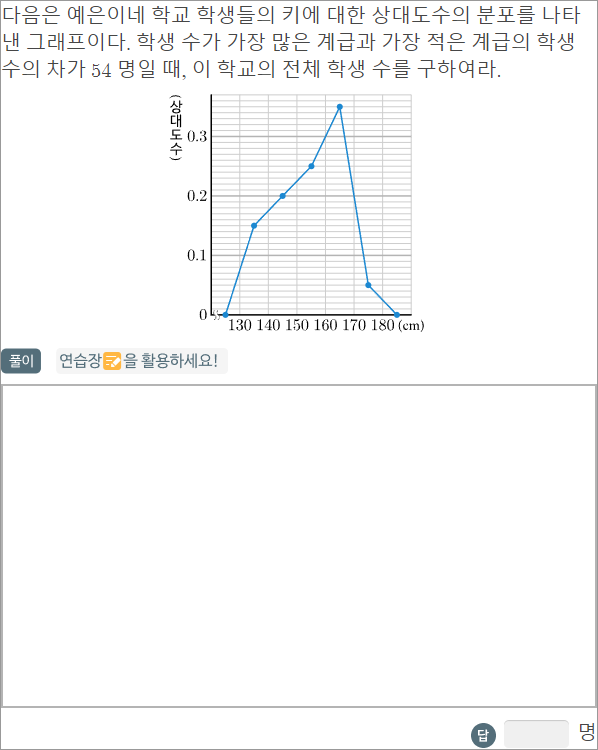 다음은 예은이네 학교 학생들의 키에 대한 상대도수의 분포를 나타
낸 그래프이다. 학생 수가 가장 많은 계급과 가장 적은 계급의 학생
수의 차가 54 명일 때, 이 학교의 전체 학생 수를 구하여라.
(상대도수)
0.3
0.2
0.1
0
130 140 150 160 170 180 (cm)
풀이 연습장을 활용하세요!
답 명